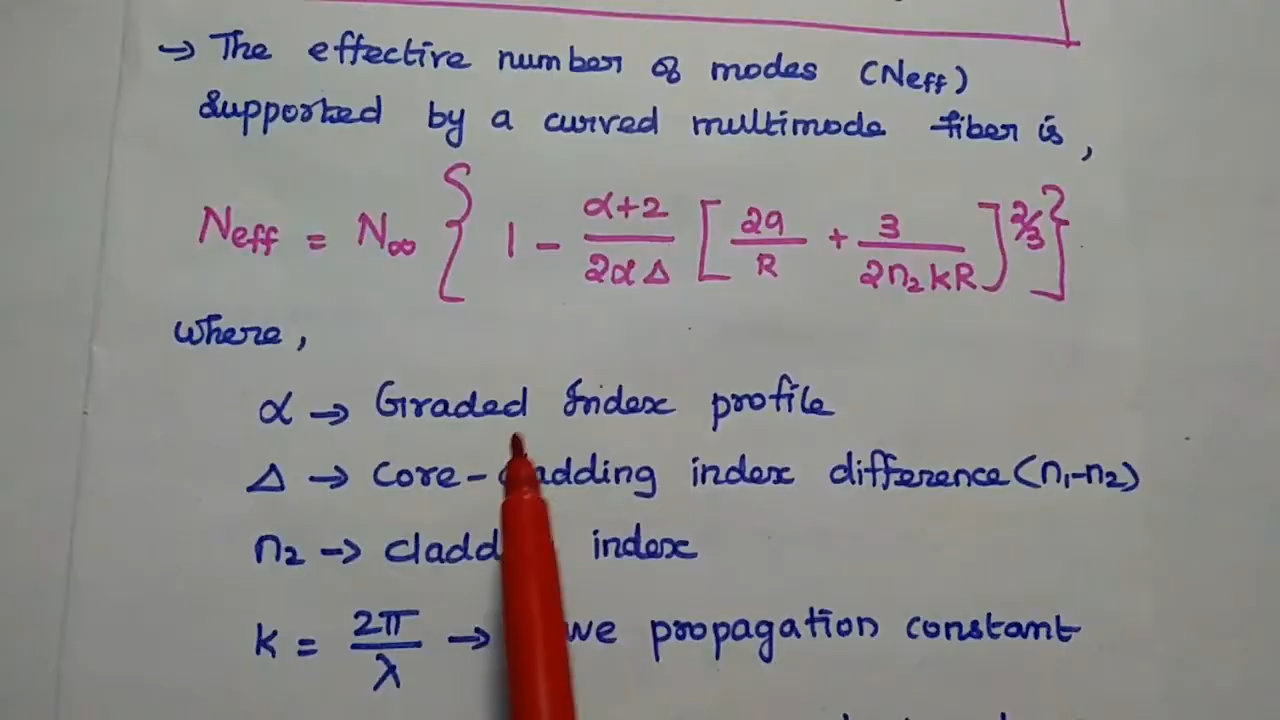 → The effective number of modes (Neff)
supported by a curved multimode fiber is,
Neff = N∞ { 1 - α+2/2αΔ [ 2a/R + 3/2n2kR ]^2/3 }
where,
α → Graded Index profile
Δ → core-cladding index difference (n1-n2)
n2 → cladd index
k = 2π/λ → propagation constant